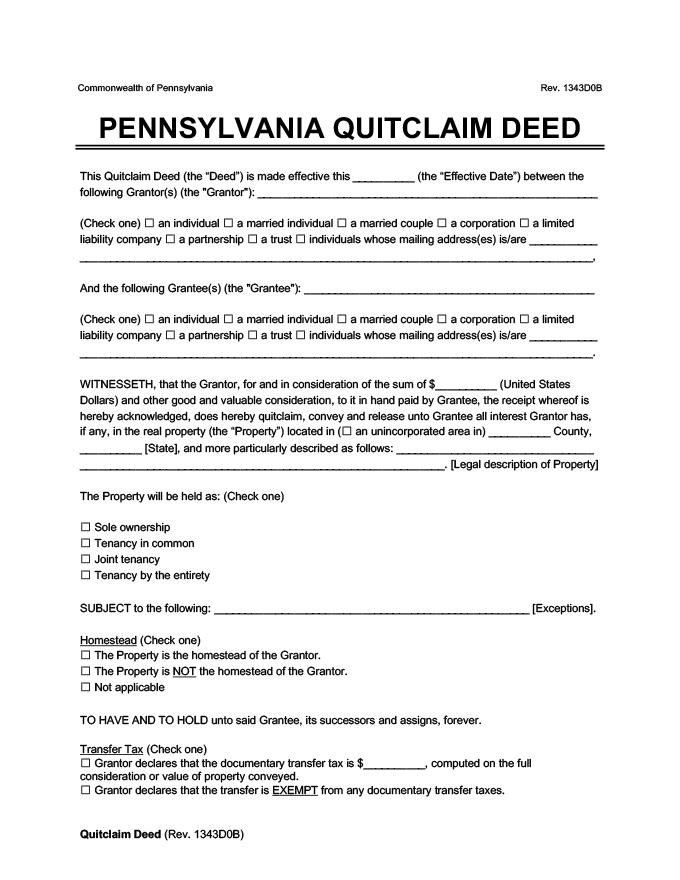 Commonwealth of Pennsylvania Rev. 1343D0B
PENNSYLVANIA QUITCLAIM DEED
This Quitclaim Deed (the “Deed”) is made effective this __________ (the “Effective Date”) between the
following Grantor(s) (the "Grantor"): _______________________________________________________
(Check one) ☐ an individual ☐ a married individual ☐ a married couple ☐ a corporation ☐ a limited
liability company ☐ a partnership ☐ a trust ☐ individuals whose mailing address(es) is/are ___________
___________________________________________________________________________________,
And the following Grantee(s) (the "Grantee"): _______________________________________________
(Check one) ☐ an individual ☐ a married individual ☐ a married couple ☐ a corporation ☐ a limited
liability company ☐ a partnership ☐ a trust ☐ individuals whose mailing address(es) is/are ___________
___________________________________________________________________________________.
WITNESSETH, that the Grantor, for and in consideration of the sum of $__________ (United States
Dollars) and other good and valuable consideration, to it in hand paid by Grantee, the receipt whereof is
hereby acknowledged, does hereby quitclaim, convey and release unto Grantee all interest Grantor has,
if any, in the real property (the “Property”) located in (☐ an unincorporated area in) __________ County,
__________ [State], and more particularly described as follows: ________________________________
___________________________________________________________. [Legal description of Property]
The Property will be held as: (Check one)
☐ Sole ownership
☐ Tenancy in common
☐ Joint tenancy
☐ Tenancy by the entirety
SUBJECT to the following: ___________________________________________________ [Exceptions].
Homestead (Check one)
☐ The Property is the homestead of the Grantor.
☐ The Property is NOT the homestead of the Grantor.
☐ Not applicable
TO HAVE AND TO HOLD unto said Grantee, its successors and assigns, forever.
Transfer Tax (Check one)
☐ Grantor declares that the documentary transfer tax is $__________, computed on the full
consideration or value of property conveyed.
☐ Grantor declares that the transfer is EXEMPT from any documentary transfer taxes.
Quitclaim Deed (Rev. 1343D0B)